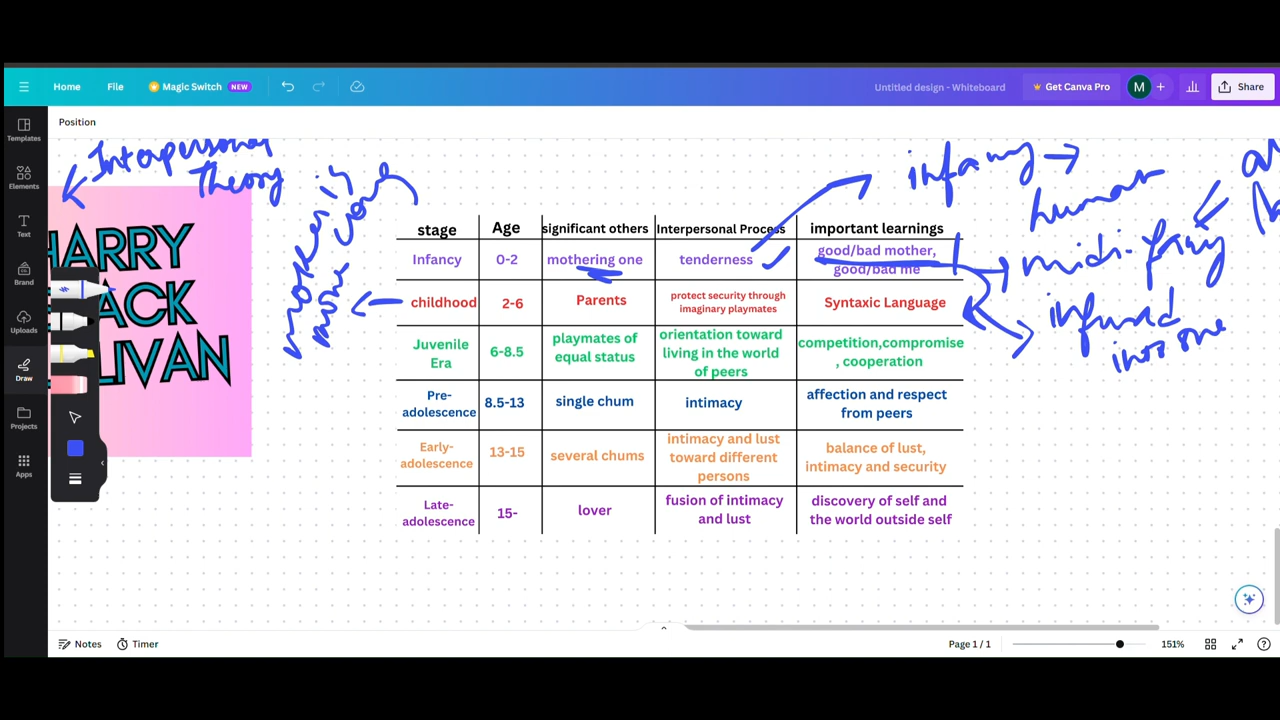 Home File Magic Switch NEW Untitled design - Whiteboard Get Canva Pro M + Share
Position
Templates
Elements
Text
Brand
Uploads
Draw
Projects
Apps
Interpersonal
Theory
HARRY
ACK
LIVAN
mother is
more
infancy →
human
infused
into one
stage Age significant others Interpersonal Process important learnings
Infancy 0-2 mothering one tenderness good/bad mother,
good/bad me
childhood 2-6 Parents protect security through
imaginary playmates Syntaxic Language
Juvenile
Era 6-8.5 playmates of
equal status orientation toward
living in the world
of peers competition,compromise
, cooperation
Pre-
adolescence 8.5-13 single chum intimacy affection and respect
from peers
Early-
adolescence 13-15 several chums intimacy and lust
toward different
persons balance of lust,
intimacy and security
Late-
adolescence 15- lover fusion of intimacy
and lust discovery of self and
the world outside self
Notes Timer Page 1 / 1 151%